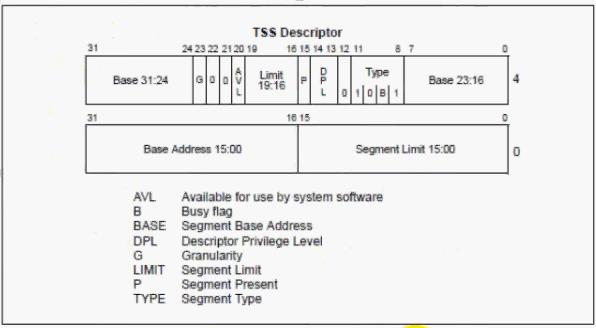 TSS Descriptor
31 24 23 22 21 20 19 16 15 14 13 12 11 8 7 0
Base 31:24 G 0 0 A V L Limit 19:16 P D P L 0 Type 1 0 B 1 Base 23:16 4
31 16 15 0
Base Address 15:00 Segment Limit 15:00 0
AVL Available for use by system software
B Busy flag
BASE Segment Base Address
DPL Descriptor Privilege Level
G Granularity
LIMIT Segment Limit
P Segment Present
TYPE Segment Type